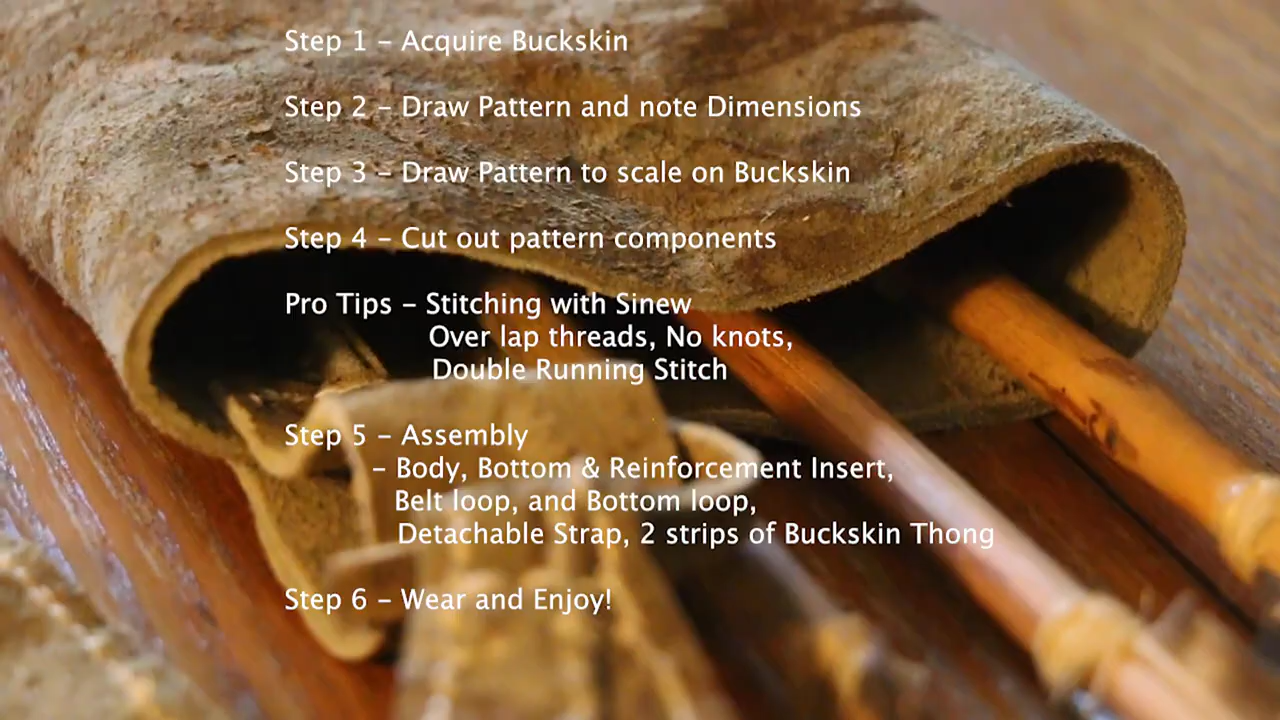 Step 1 – Acquire Buckskin
Step 2 – Draw Pattern and note Dimensions
Step 3 – Draw Pattern to scale on Buckskin
Step 4 – Cut out pattern components
Pro Tips – Stitching with Sinew
Over lap threads, No knots,
Double Running Stitch
Step 5 – Assembly
– Body, Bottom & Reinforcement Insert,
Belt loop, and Bottom loop,
Detachable Strap, 2 strips of Buckskin Thong
Step 6 – Wear and Enjoy!